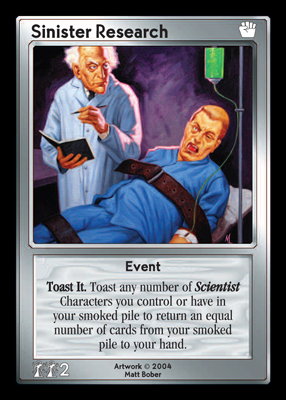 Sinister Research
Event
Toast It. Toast any number of Scientist
Characters you control or have in
your smoked pile to return an equal
number of cards from your smoked
pile to your hand.
2
Artwork © 2004
Matt Bober